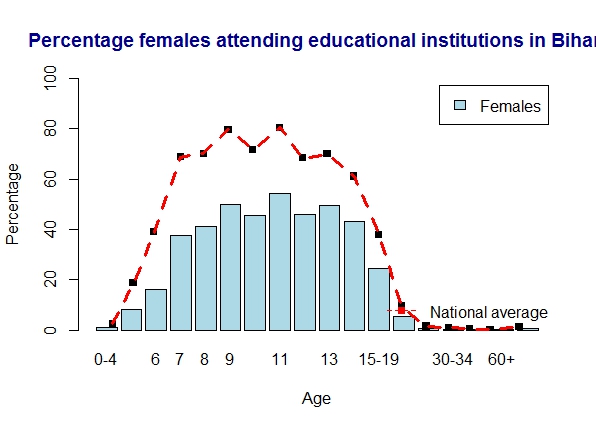 Percentage females attending educational institutions in Bihar
Females
Percentage
100
80
60
40
20
0
National average
0-4 6 7 8 9 11 13 15-19 30-34 60+
Age